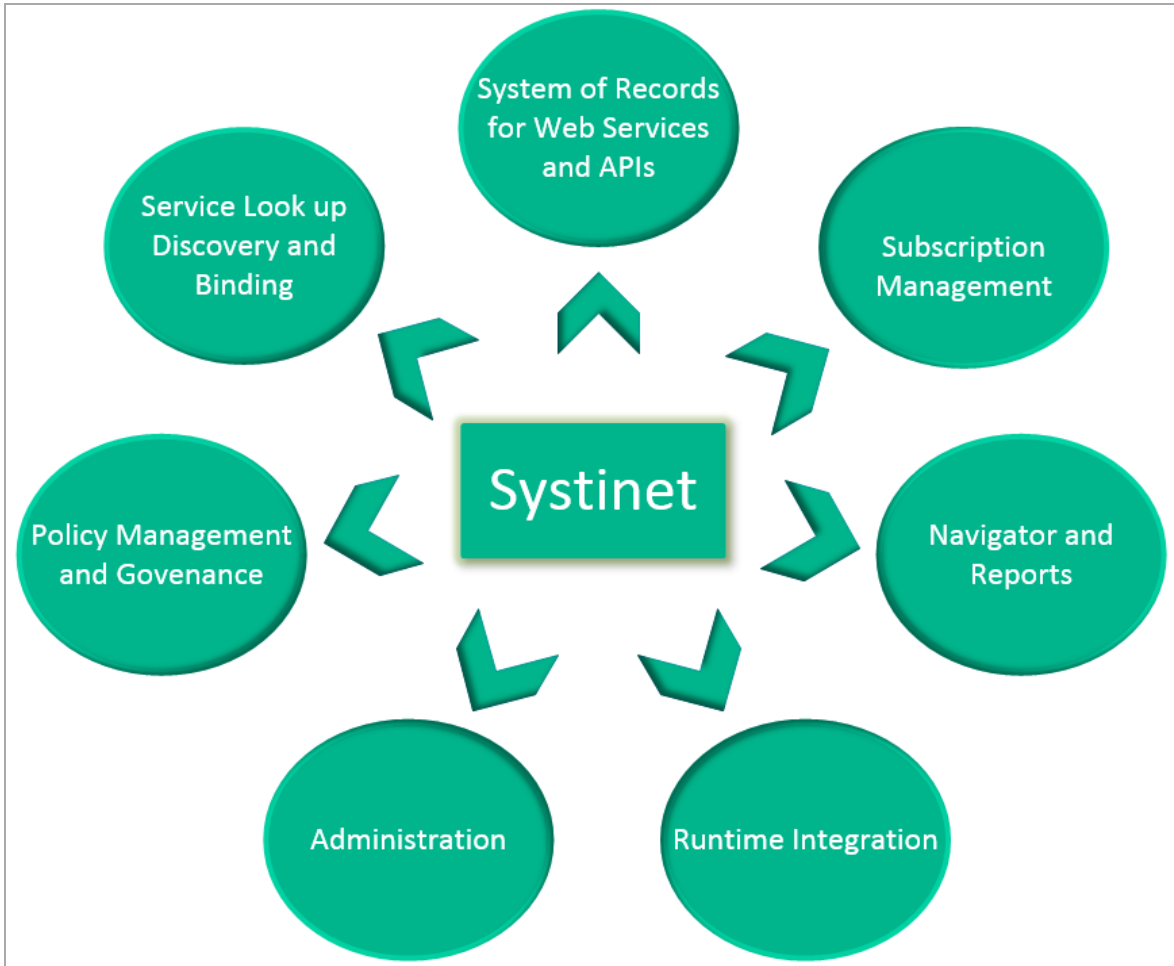 System of Records
for Web Services
and APIs
Service Look up
Discovery and
Binding
Subscription
Management
Systinet
Policy Management
and Govenance
Navigator and
Reports
Administration
Runtime Integration